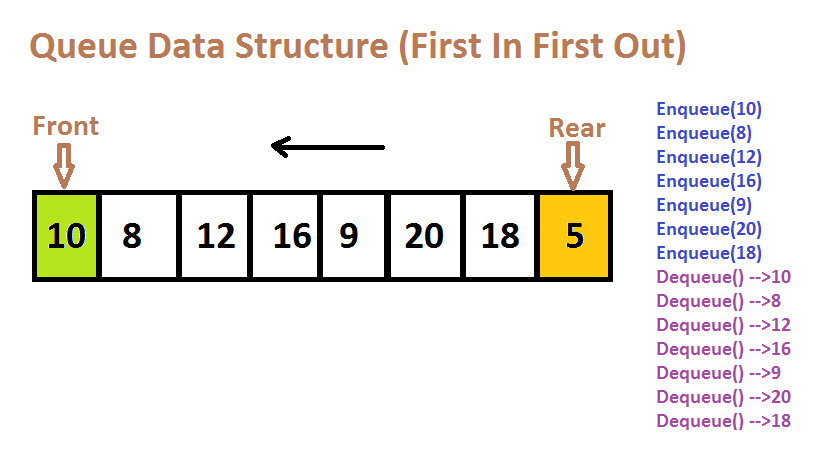 Queue Data Structure (First In First Out)
Front
Rear
10 8 12 16 9 20 18 5
Enqueue(10)
Enqueue(8)
Enqueue(12)
Enqueue(16)
Enqueue(9)
Enqueue(20)
Enqueue(18)
Dequeue() -->10
Dequeue() -->8
Dequeue() -->12
Dequeue() -->16
Dequeue() -->9
Dequeue() -->20
Dequeue() -->18